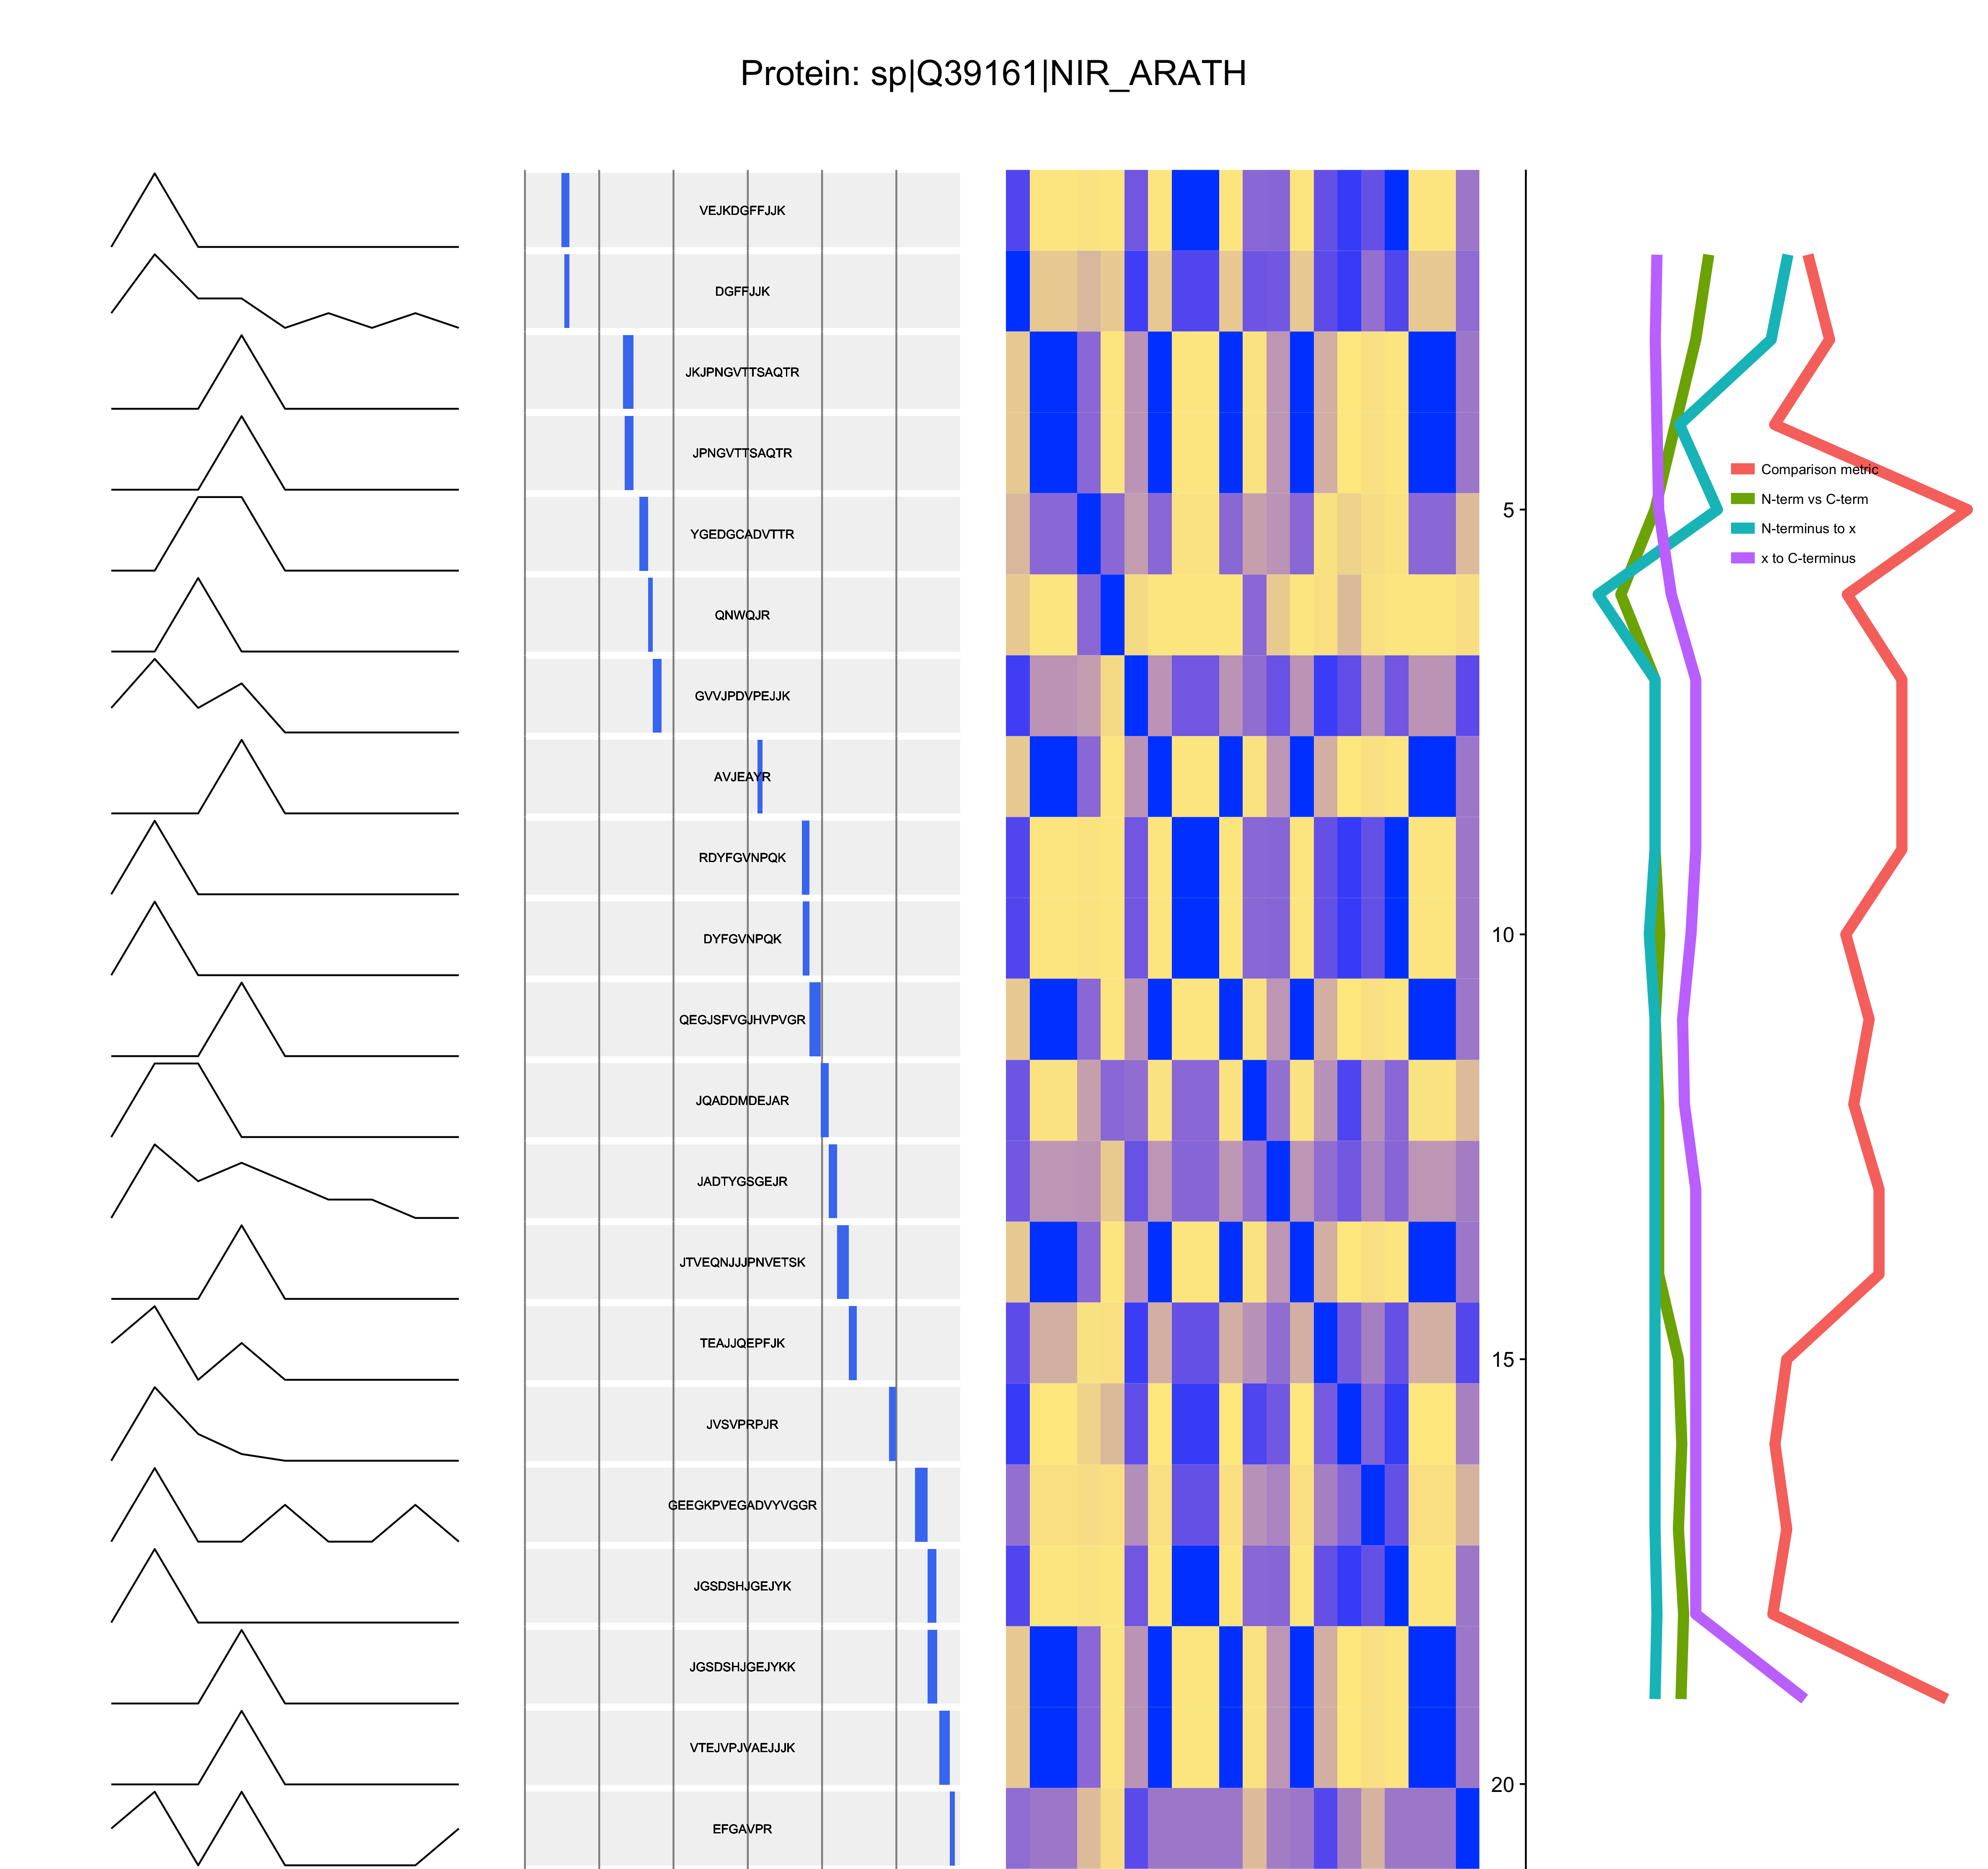 Protein: sp|Q39161|NIR_ARATH
VEJKDGFFJJK
DGFFJJK
JKJPNGVTTSAQTR
JPNGVTTSAQTR
YGEDGCADVTTR
QNWQJR
GVVJPDVPEJJK
AVJEAYR
RDYFGVNPQK
DYFGVNPQK
QEGJSFVGJHVPVGR
JQADDMDEJAR
JADTYGSGEJR
JTVEQNJJJPNVETSK
TEAJJQEPFJK
JVSVPRPJR
GEEGKPVEGADVYVGGR
JGSDSHJGEJYK
JGSDSHJGEJYKK
VTEJVPJVAEJJJK
EFGAVPR
5
10
15
20
Comparison metric
N-term vs C-term
N-terminus to x
x to C-terminus